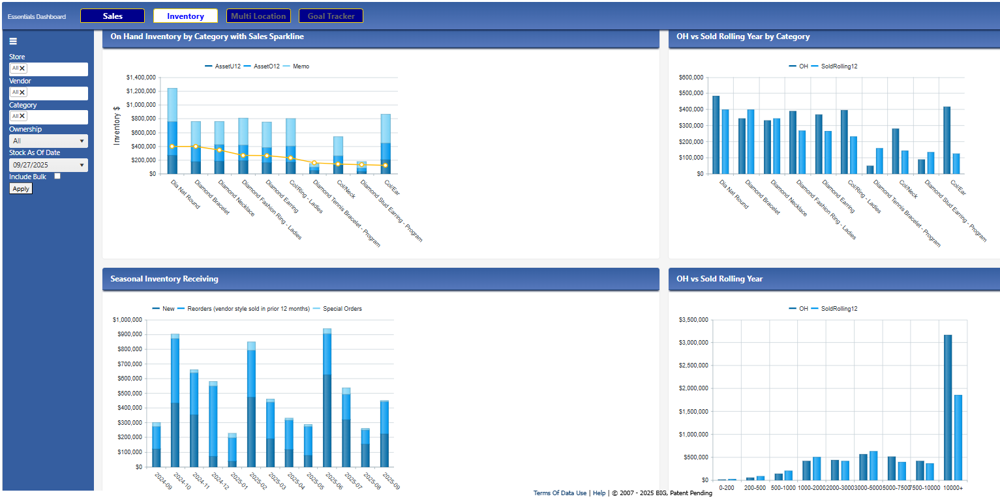 Essentials Dashboard
Sales
Inventory
Multi Location
Goal Tracker
Store
All
Vendor
All
Category
All
Ownership
All
Stock As Of Date
09/27/2025
Include Bulk
Apply
On Hand Inventory by Category with Sales Sparkline
AssetU12 AssetO12 Memo
Inventory $
$1,400,000
$1,200,000
$1,000,000
$800,000
$600,000
$400,000
$200,000
$0
Dia Nat Round
Diamond Bracelet
Diamond Necklace
Diamond Fashion Ring - Ladies
Diamond Earring
Col/Ring - Ladies
Diamond Tennis Bracelet - Program
Col/Neck
Diamond Stud Earring - Program
Col/Ear
OH vs Sold Rolling Year by Category
OH SoldRolling12
$600,000
$500,000
$400,000
$300,000
$200,000
$100,000
$0
Dia Nat Round
Diamond Bracelet
Diamond Necklace
Diamond Fashion Ring - Ladies
Diamond Earring
Col/Ring - Ladies
Diamond Tennis Bracelet - Program
Col/Neck
Diamond Stud Earring - Program
Col/Ear
Seasonal Inventory Receiving
New Reorders (vendor style sold in prior 12 months) Special Orders
$1,000,000
$900,000
$800,000
$700,000
$600,000
$500,000
$400,000
$300,000
$200,000
$100,000
$0
2024-09
2024-10
2024-11
2024-12
2025-01
2025-02
2025-03
2025-04
2025-05
2025-06
2025-07
2025-08
2025-09
OH vs Sold Rolling Year
OH SoldRolling12
$3,500,000
$3,000,000
$2,500,000
$2,000,000
$1,500,000
$1,000,000
$500,000
$0
0-200 200-500 500-1000 1000-2000 2000-3000 3000-5000 5000-7500 7500-10000 10000+
Terms Of Data Use | Help | © 2007 - 2025 BIG, Patent Pending